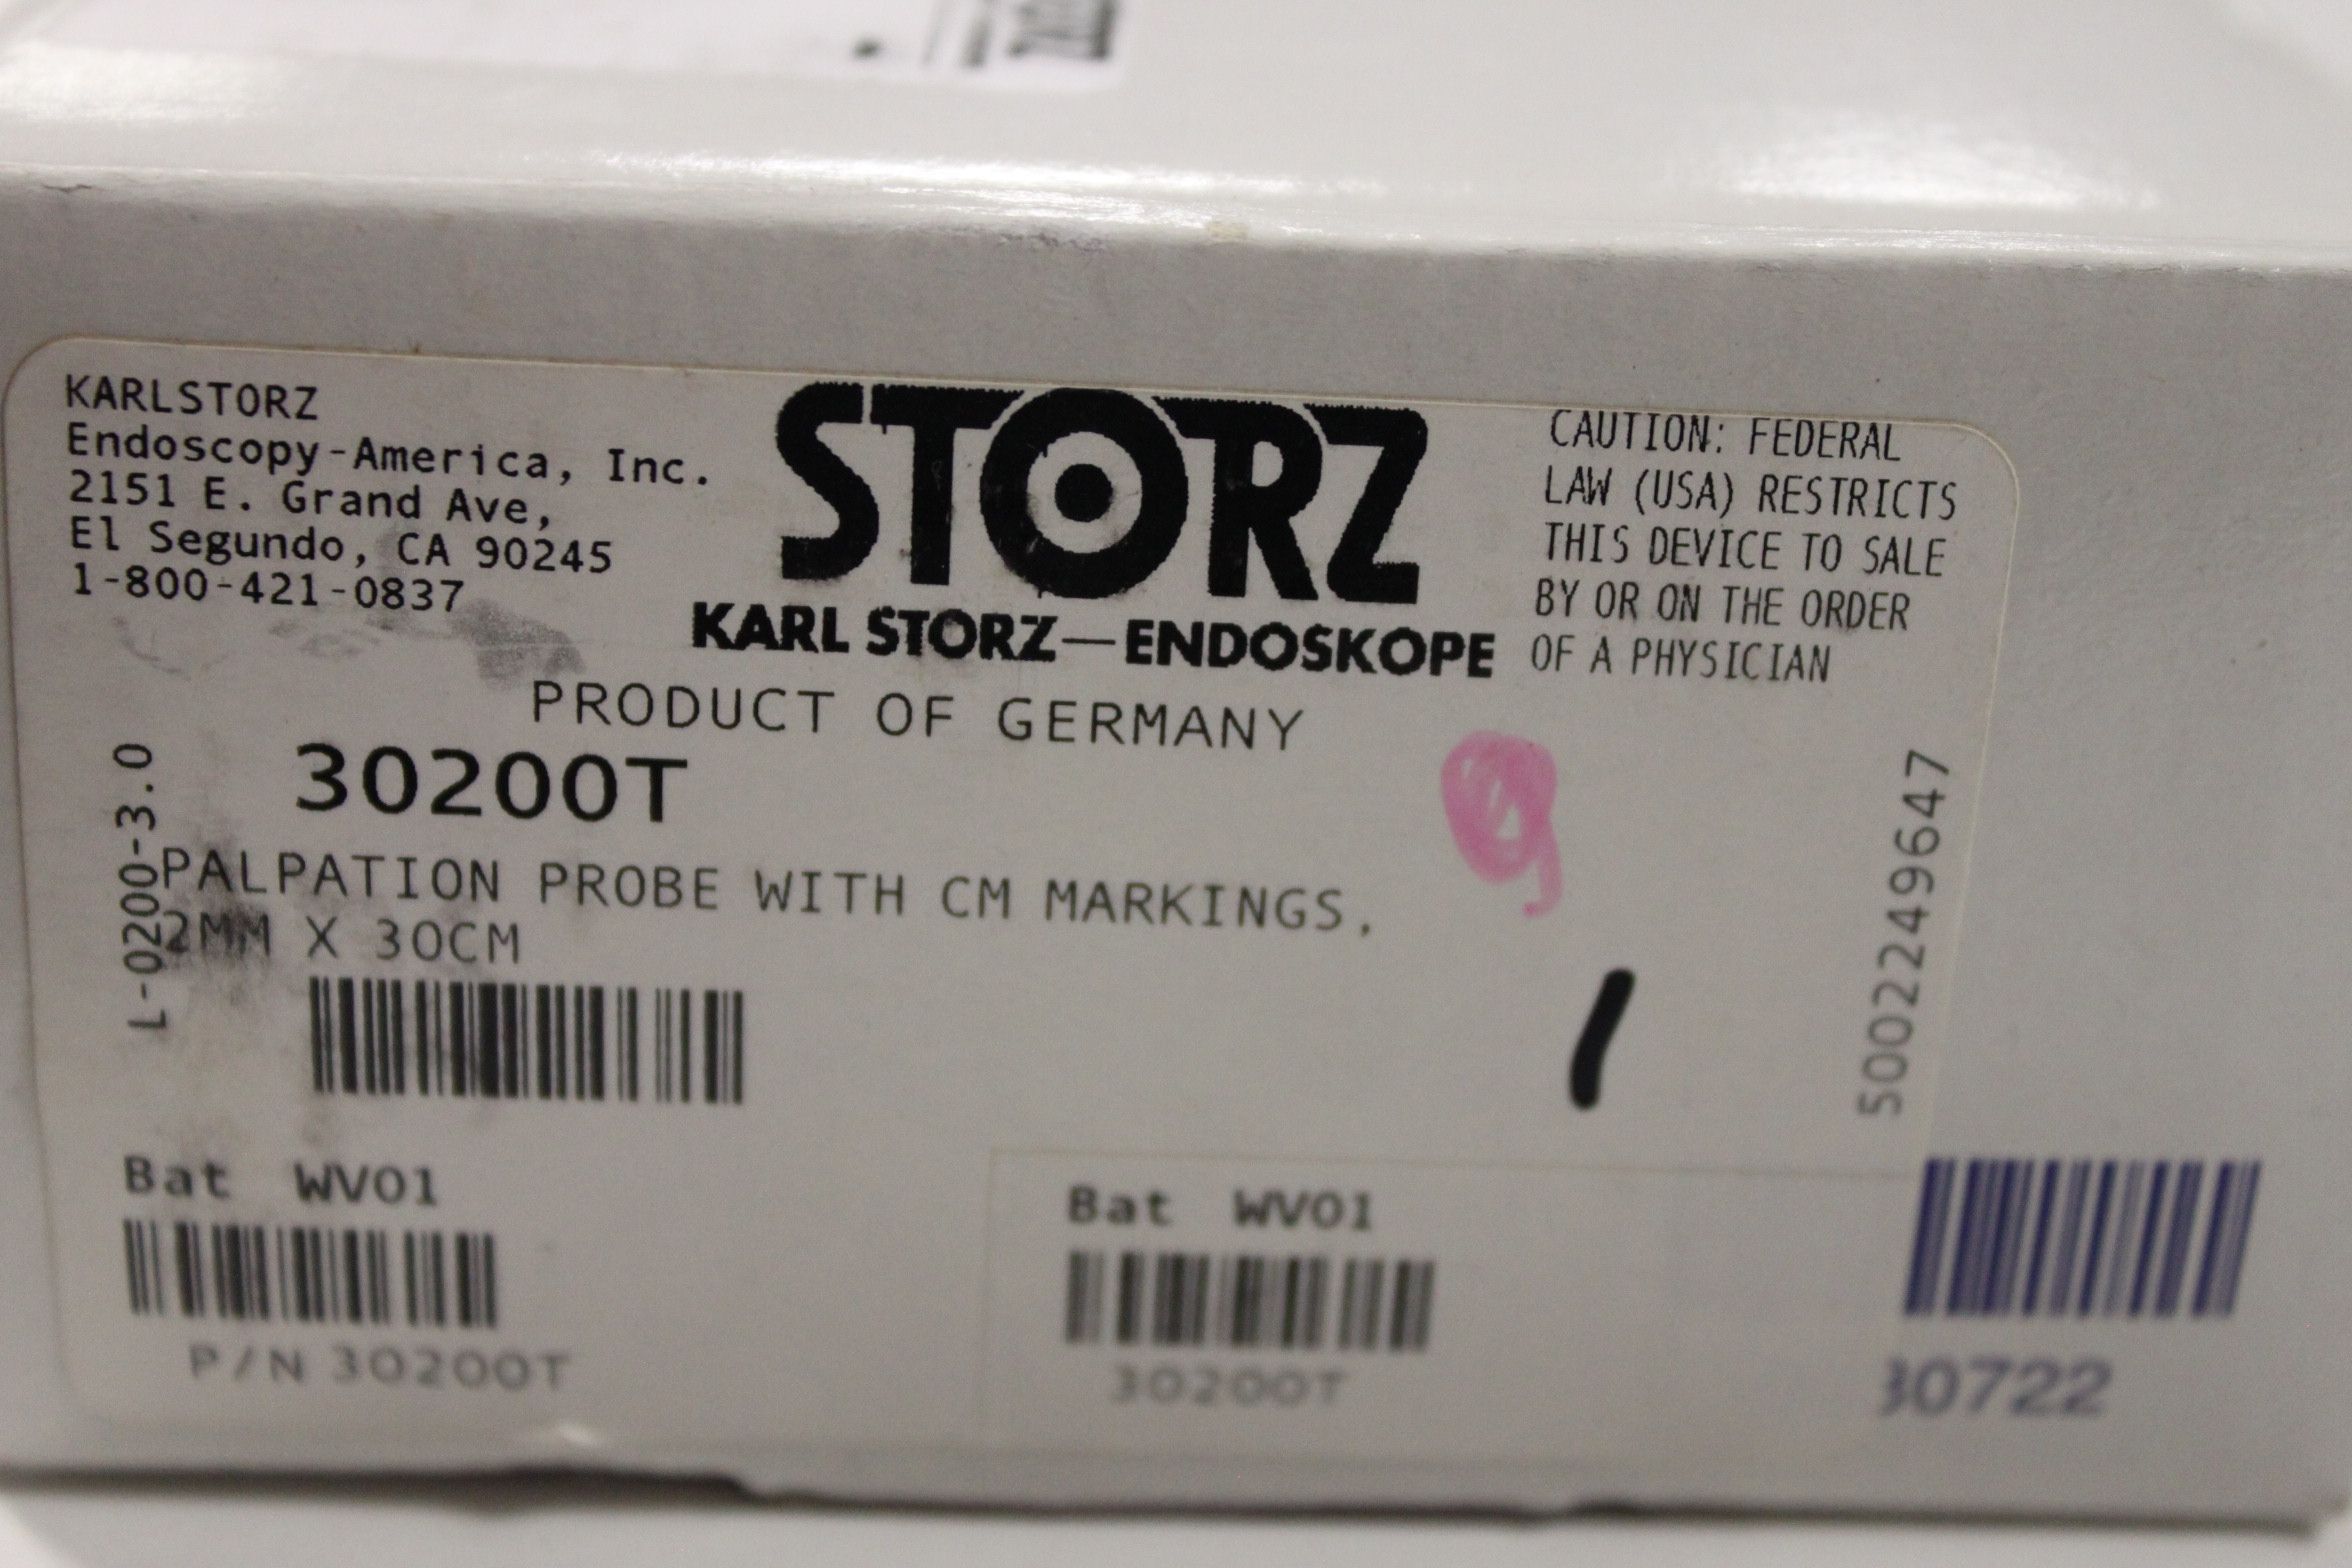 KARLSTORZ
Endoscopy-America, Inc.
2151 E. Grand Ave,
El Segundo, CA 90245
1-800-421-0837
STORZ
KARL STORZ—ENDOSKOPE
CAUTION: FEDERAL
LAW (USA) RESTRICTS
THIS DEVICE TO SALE
BY OR ON THE ORDER
OF A PHYSICIAN
PRODUCT OF GERMANY
30200T
L-0200-3.0
PALPATION PROBE WITH CM MARKINGS,
2MM X 30CM
5002249647
Bat WV01
P/N 30200T
Bat WV01
30200T
30722